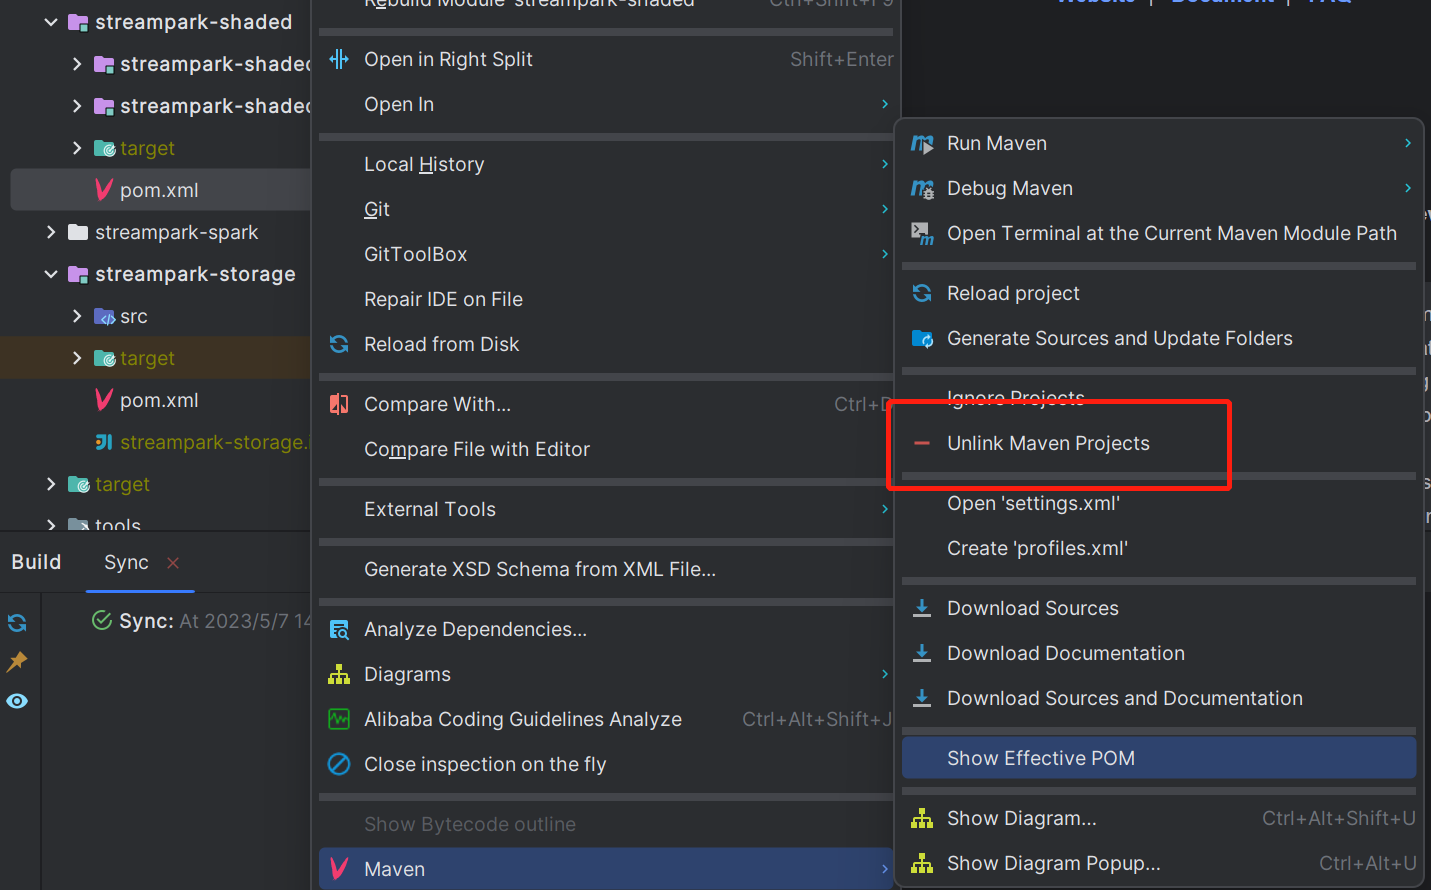 streampark-shaded
streampark-shaded
streampark-shaded
target
pom.xml
streampark-spark
streampark-storage
src
target
pom.xml
streampark-storage.
target
tools
Build
Sync
Sync: At 2023/5/7 14
Rebuild Module 'streampark-shaded' Ctrl+Shift+F9
Open in Right Split Shift+Enter
Open In
Local History
Git
GitToolBox
Repair IDE on File
Reload from Disk
Compare With... Ctrl+D
Compare File with Editor
External Tools
Generate XSD Schema from XML File...
Analyze Dependencies...
Diagrams
Alibaba Coding Guidelines Analyze Ctrl+Alt+Shift+J
Close inspection on the fly
Show Bytecode outline
Maven
Website | Document | FAQ
Run Maven
Debug Maven
Open Terminal at the Current Maven Module Path
Reload project
Generate Sources and Update Folders
Ignore Projects
Unlink Maven Projects
Open 'settings.xml'
Create 'profiles.xml'
Download Sources
Download Documentation
Download Sources and Documentation
Show Effective POM
Show Diagram... Ctrl+Alt+Shift+U
Show Diagram Popup... Ctrl+Alt+U